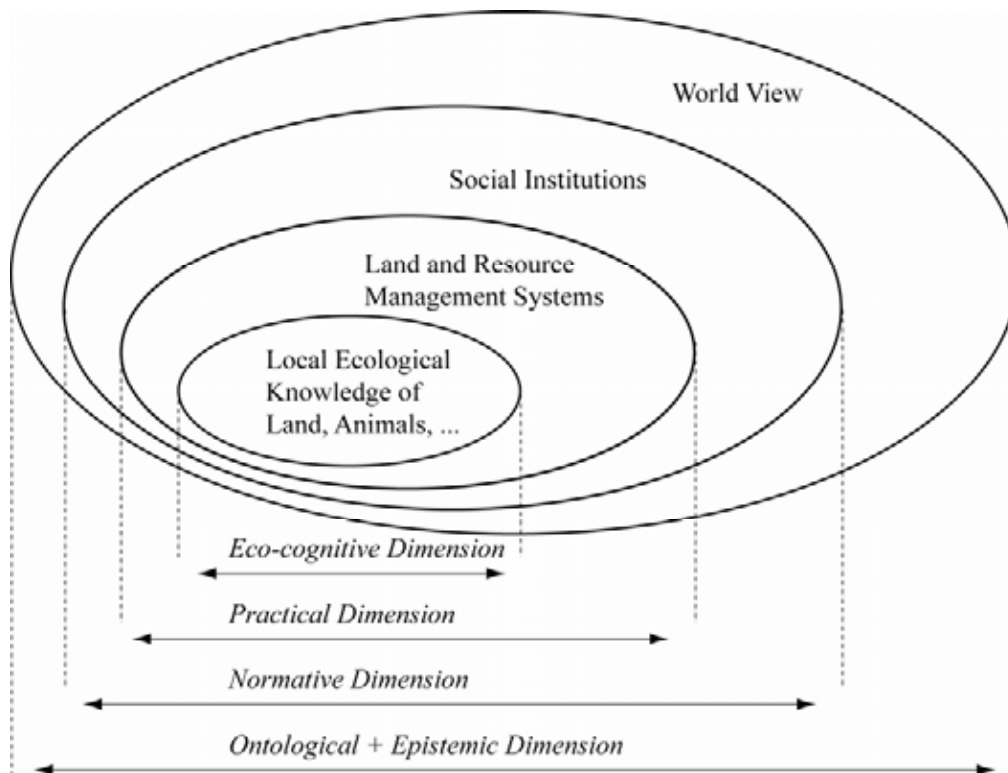 World View
Social Institutions
Land and Resource
Management Systems
Local Ecological
Knowledge of
Land, Animals, ...
Eco-cognitive Dimension
Practical Dimension
Normative Dimension
Ontological + Epistemic Dimension